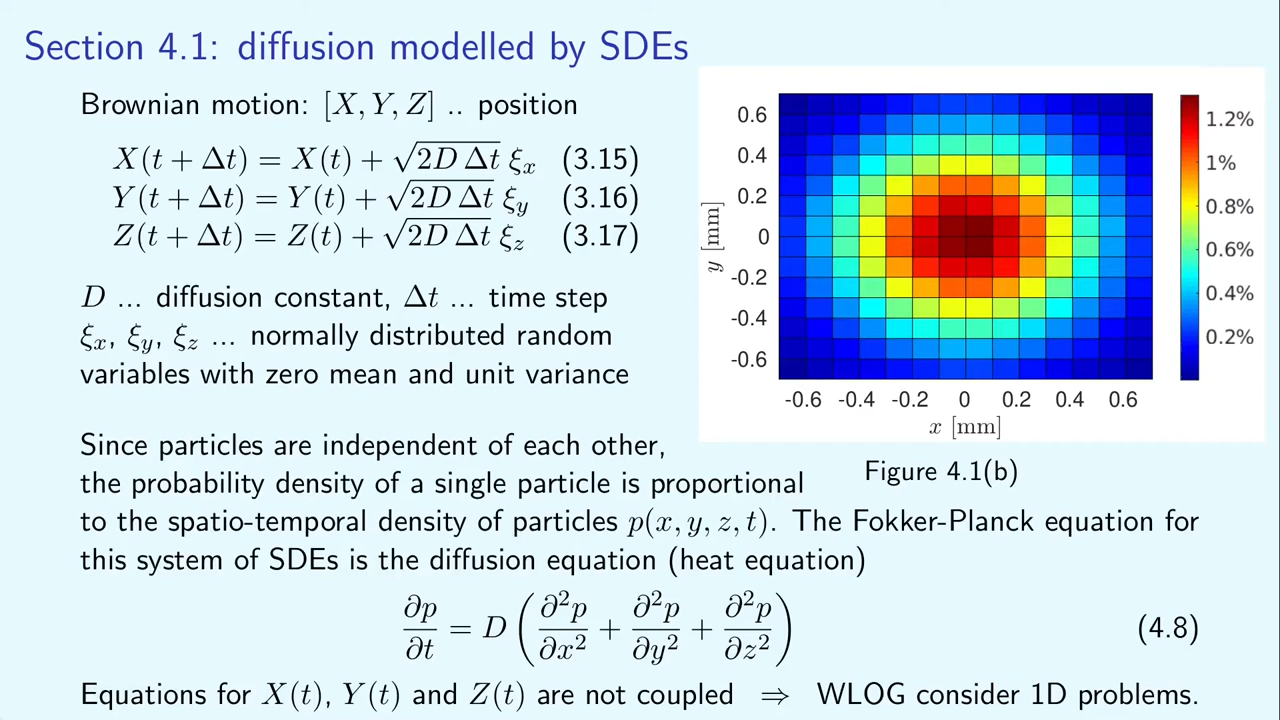 Section 4.1: diffusion modelled by SDEs
Brownian motion: [X, Y, Z] .. position
X(t + Δt) = X(t) + √(2D Δt) ξₓ (3.15)
Y(t + Δt) = Y(t) + √(2D Δt) ξ_y (3.16)
Z(t + Δt) = Z(t) + √(2D Δt) ξ_z (3.17)
D ... diffusion constant, Δt ... time step
ξₓ, ξ_y, ξ_z ... normally distributed random
variables with zero mean and unit variance
0.6
0.4
0.2
0
-0.2
-0.4
-0.6
y [mm]
-0.6 -0.4 -0.2 0 0.2 0.4 0.6
x [mm]
1.2%
1%
0.8%
0.6%
0.4%
0.2%
Figure 4.1(b)
Since particles are independent of each other,
the probability density of a single particle is proportional
to the spatio-temporal density of particles p(x, y, z, t). The Fokker-Planck equation for
this system of SDEs is the diffusion equation (heat equation)
∂p/∂t = D (∂²p/∂x² + ∂²p/∂y² + ∂²p/∂z²) (4.8)
Equations for X(t), Y(t) and Z(t) are not coupled ⇒ WLOG consider 1D problems.